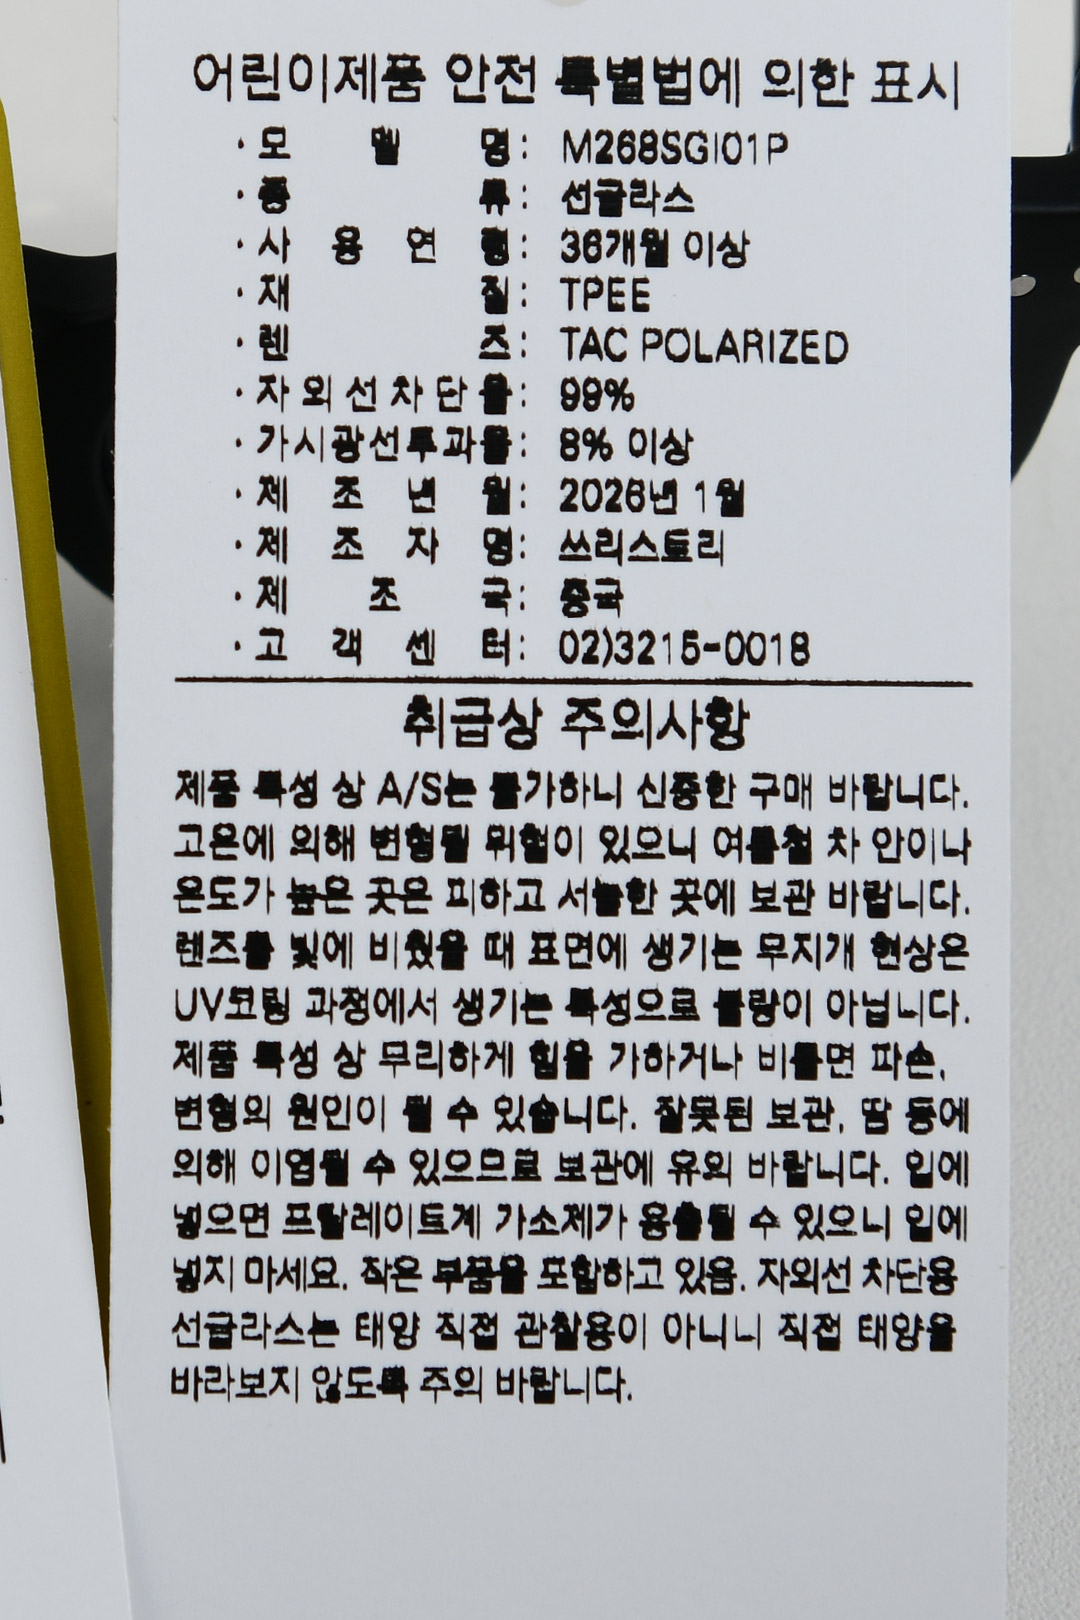 어린이제품 안전 특별법에 의한 표시
· 모 델 명 : M268SGI01P
· 종 류 : 선글라스
· 사 용 연 령 : 36개월 이상
· 재 질 : TPEE
· 렌 즈 : TAC POLARIZED
· 자외선차단율 : 99%
· 가시광선투과율 : 8% 이상
· 제 조 년 월 : 2026년 1월
· 제 조 자 명 : 쓰리스토리
· 제 조 국 : 중국
· 고 객 센 터 : 02)3215-0018
취급상 주의사항
제품 특성 상 A/S는 불가하니 신중한 구매 바랍니다.
고온에 의해 변형될 위험이 있으니 여름철 차 안이나
온도가 높은 곳은 피하고 서늘한 곳에 보관 바랍니다.
렌즈를 빛에 비췄을 때 표면에 생기는 무지개 현상은
UV코팅 과정에서 생기는 특성으로 불량이 아닙니다.
제품 특성 상 무리하게 힘을 가하거나 비틀면 파손,
변형의 원인이 될 수 있습니다. 잘못된 보관, 땀 등에
의해 이염될 수 있으므로 보관에 유의 바랍니다. 입에
넣으면 프탈레이트계 가소제가 용출될 수 있으니 입에
넣지 마세요. 작은 부품을 포함하고 있음. 자외선 차단용
선글라스는 태양 직접 관찰용이 아니니 직접 태양을
바라보지 않도록 주의 바랍니다.